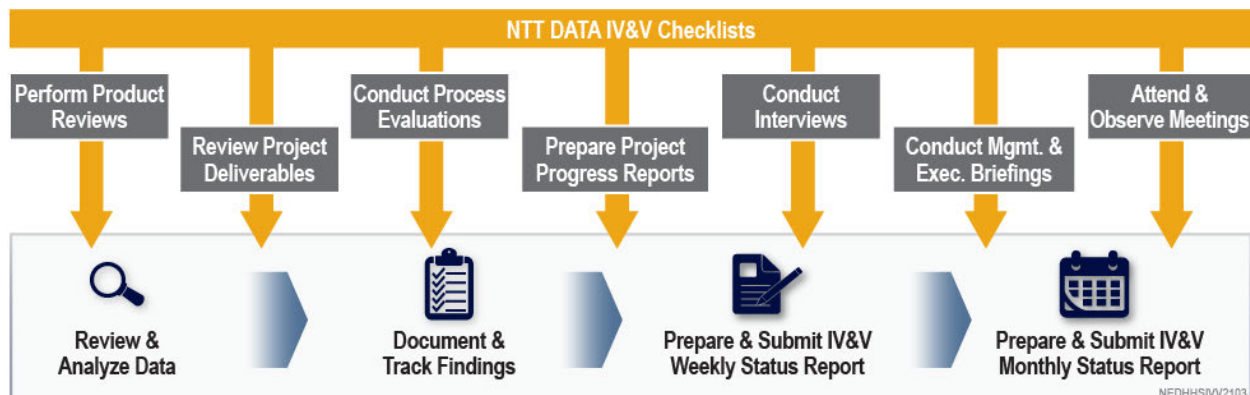 NTT DATA IV&V Checklists
Perform Product
Reviews
Review Project
Deliverables
Conduct Process
Evaluations
Prepare Project
Progress Reports
Conduct
Interviews
Conduct Mgmt. &
Exec. Briefings
Attend &
Observe Meetings
Review &
Analyze Data
Document &
Track Findings
Prepare & Submit IV&V
Weekly Status Report
Prepare & Submit IV&V
Monthly Status Report
NEDHHSIVV2103